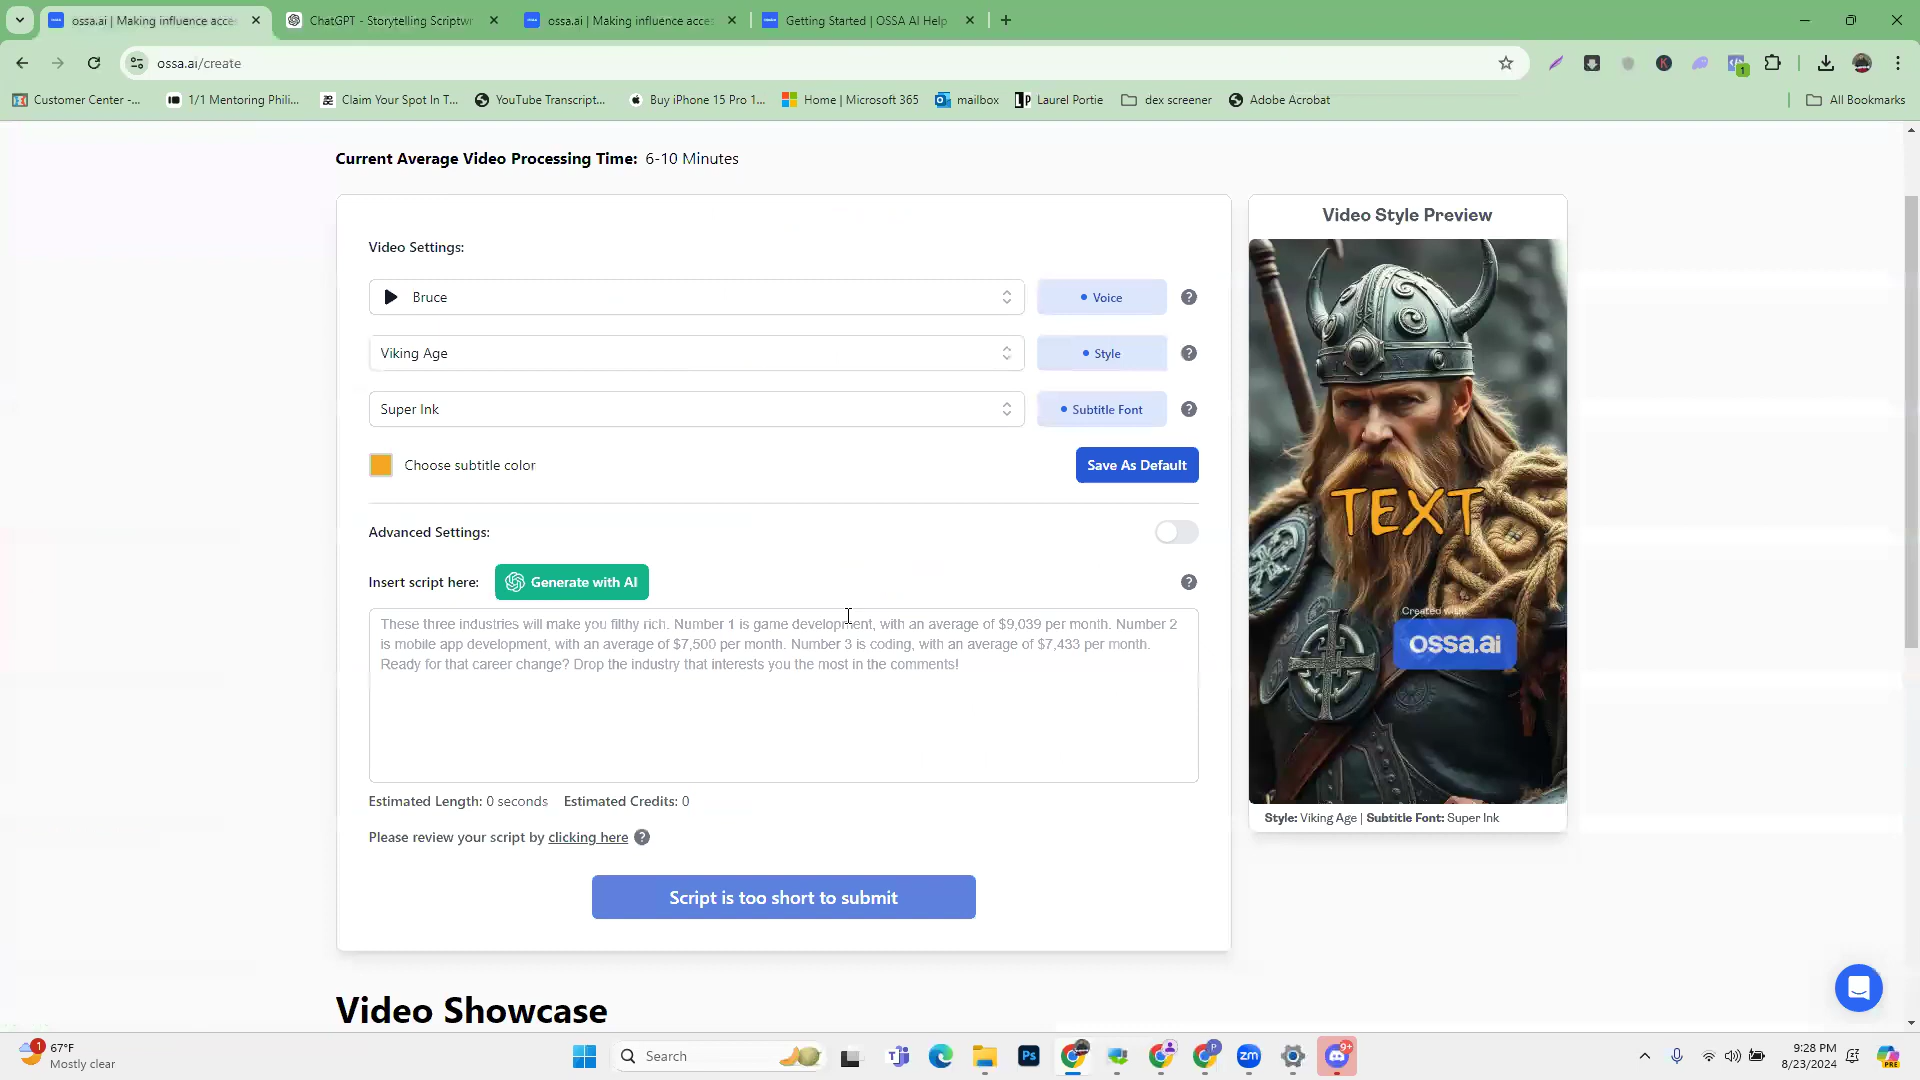 ossa.ai | Making influence acces
ChatGPT - Storytelling Scriptwr
ossa.ai | Making influence acces
Getting Started | OSSA AI Help
ossa.ai/create
1
Customer Center -...
1/1 Mentoring Phili...
Claim Your Spot In T...
YouTube Transcript...
Buy iPhone 15 Pro 1...
Home | Microsoft 365
mailbox
Laurel Portie
dex screener
Adobe Acrobat
All Bookmarks
Current Average Video Processing Time: 6-10 Minutes
Video Settings:
Bruce
Voice
Viking Age
Style
Super Ink
Subtitle Font
Choose subtitle color
Save As Default
Advanced Settings:
Insert script here:
Generate with AI
These three industries will make you filthy rich. Number 1 is game development, with an average of $9,039 per month. Number 2
is mobile app development, with an average of $7,500 per month. Number 3 is coding, with an average of $7,433 per month.
Ready for that career change? Drop the industry that interests you the most in the comments!
Estimated Length: 0 seconds Estimated Credits: 0
Please review your script by clicking here
Script is too short to submit
Video Showcase
Video Style Preview
TEXT
Created with
ossa.ai
Style: Viking Age | Subtitle Font: Super Ink
1
67°F
Mostly clear
Search
Ps
P
zm
9+
9:28 PM
8/23/2024
PRE